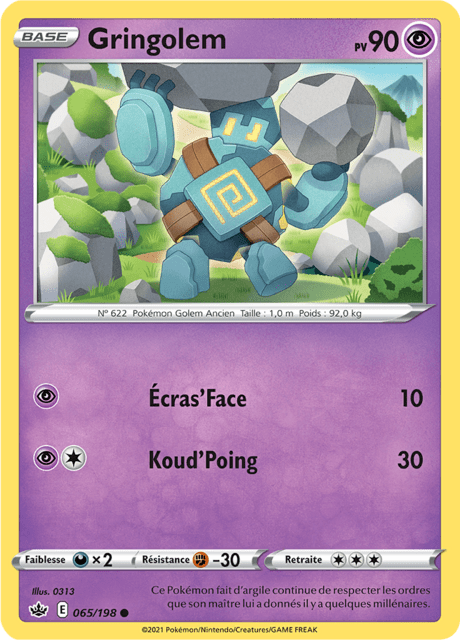 BASE Gringolem PV 90
N° 622 Pokémon Golem Ancien Taille : 1,0 m Poids : 92,0 kg
Écras'Face 10
Koud'Poing 30
Faiblesse ×2 Résistance -30 Retraite
Illus. 0313
Ce Pokémon fait d'argile continue de respecter les ordres
que son maître lui a donnés il y a quelques millénaires.
E 065/198
©2021 Pokémon/Nintendo/Creatures/GAME FREAK